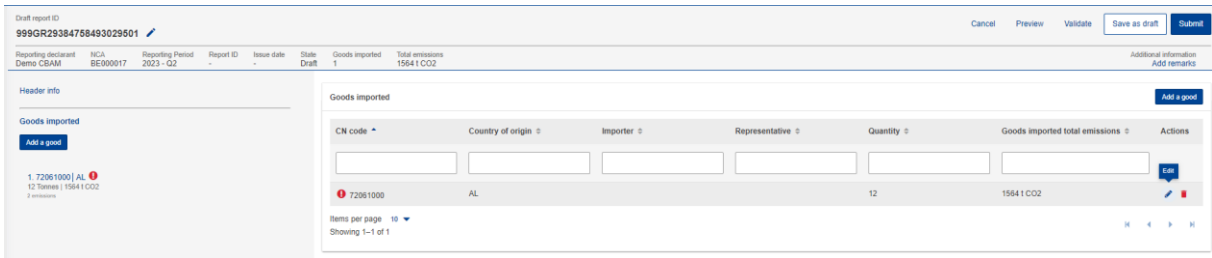 Draft report ID
999GR29384758493029501
Cancel Preview Validate Save as draft Submit
Reporting declarant NCA Reporting Period Report ID Issue date State Goods imported Total emissions Additional information
Demo CBAM BE000017 2023 - Q2 - - Draft 1 1564 t CO2 Add remarks
Header info
Goods imported
Add a good
1. 72061000| AL
12 Tonnes | 1564 t CO2
2 emissions
Goods imported Add a good
CN code Country of origin Importer Representative Quantity Goods imported total emissions Actions
Edit
72061000 AL 12 1564 t CO2
Items per page 10
Showing 1–1 of 1